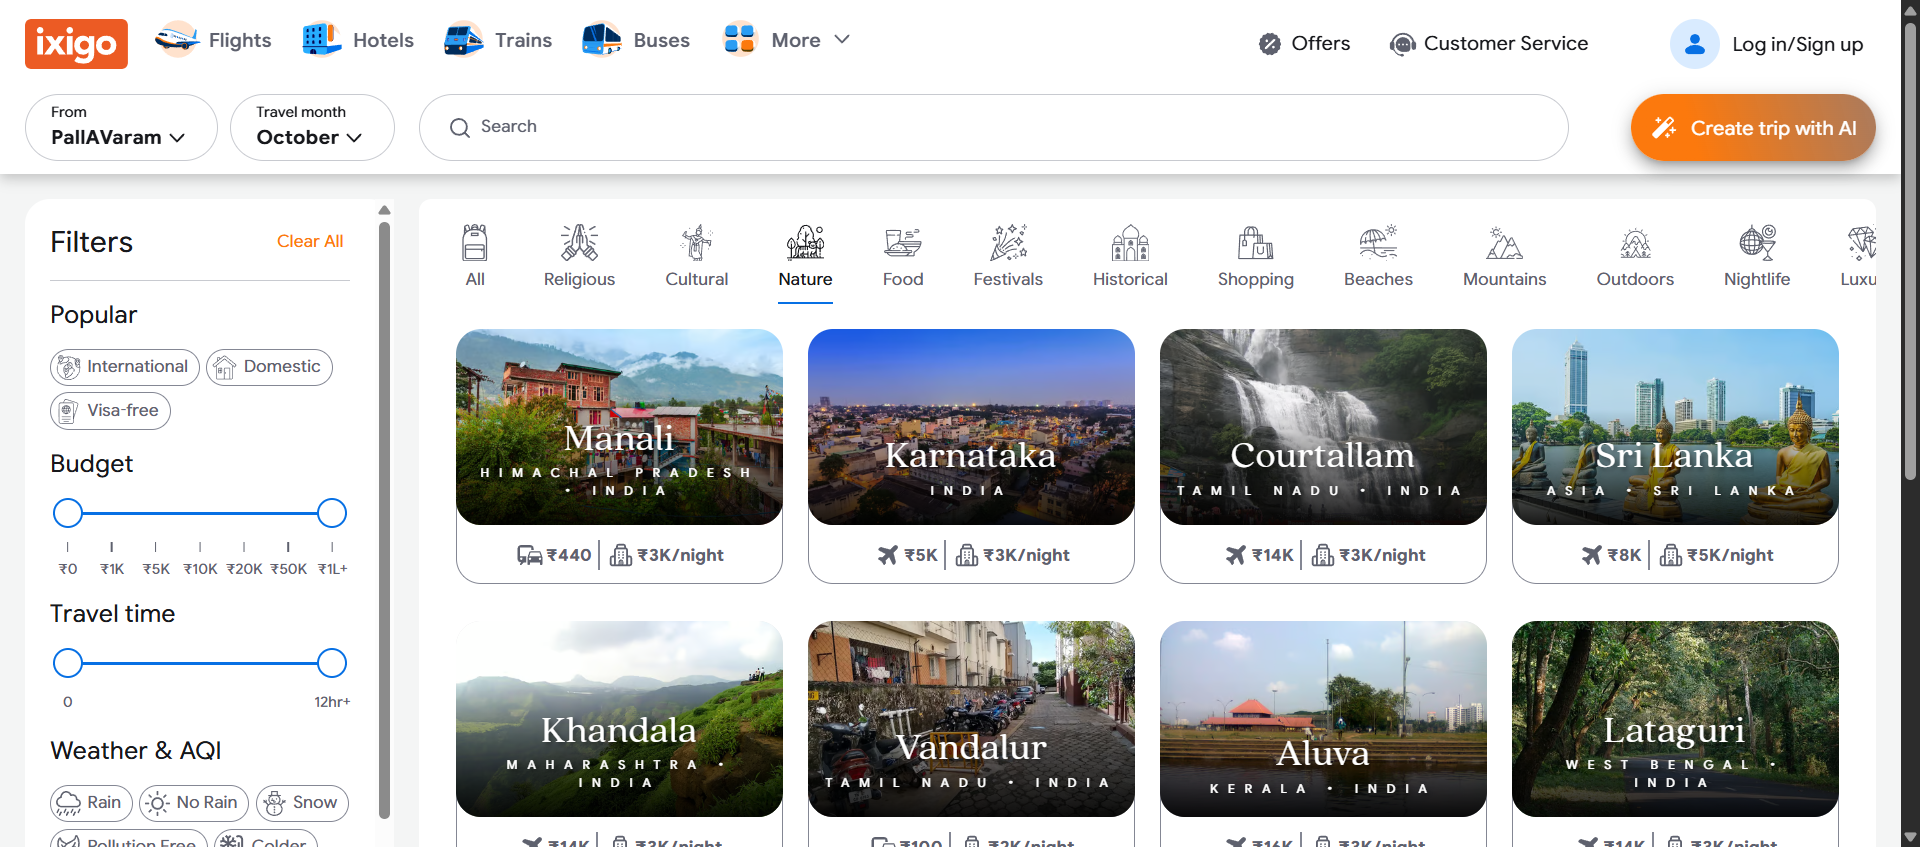 ixigo
Flights
Hotels
Trains
Buses
More
Offers
Customer Service
Log in/Sign up
From
PallAVaram
Travel month
October
Search
Create trip with AI
Filters
Clear All
Popular
International
Domestic
Visa-free
Budget
₹0
₹1K
₹5K
₹10K
₹20K
₹50K
₹1L+
Travel time
0
12hr+
Weather & AQI
Rain
No Rain
Snow
Pollution Free
Colder
All
Religious
Cultural
Nature
Food
Festivals
Historical
Shopping
Beaches
Mountains
Outdoors
Nightlife
Luxu
Manali
HIMACHAL PRADESH
• INDIA
₹440
₹3K/night
Karnataka
INDIA
₹5K
₹3K/night
Courtallam
TAMIL NADU • INDIA
₹14K
₹3K/night
Sri Lanka
ASIA • SRI LANKA
₹8K
₹5K/night
Khandala
MAHARASHTRA •
INDIA
₹14K
₹3K/night
Vandalur
TAMIL NADU • INDIA
₹100
₹2K/night
Aluva
KERALA • INDIA
₹16K
₹3K/night
Lataguri
WEST BENGAL •
INDIA
₹14K
₹3K/night